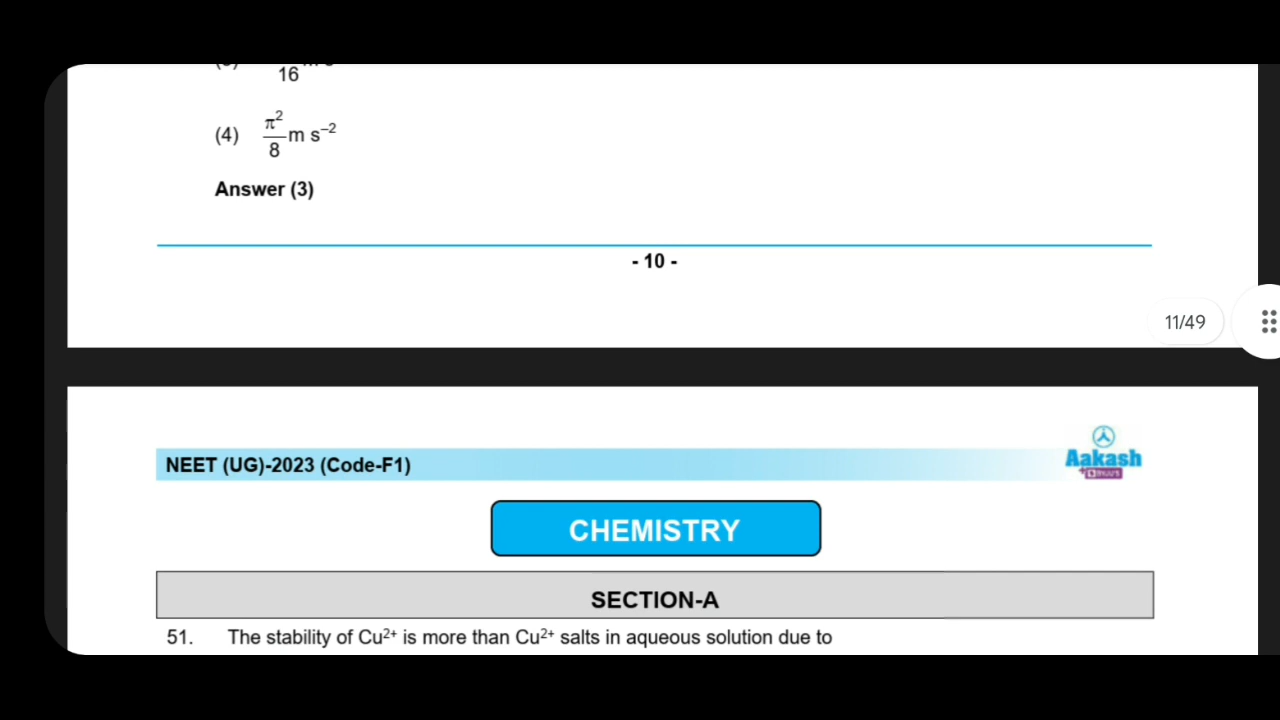 16
(4) π²/8 m s⁻²
Answer (3)
- 10 -
11/49
NEET (UG)-2023 (Code-F1)
Aakash
CHEMISTRY
SECTION-A
51. The stability of Cu²⁺ is more than Cu²⁺ salts in aqueous solution due to